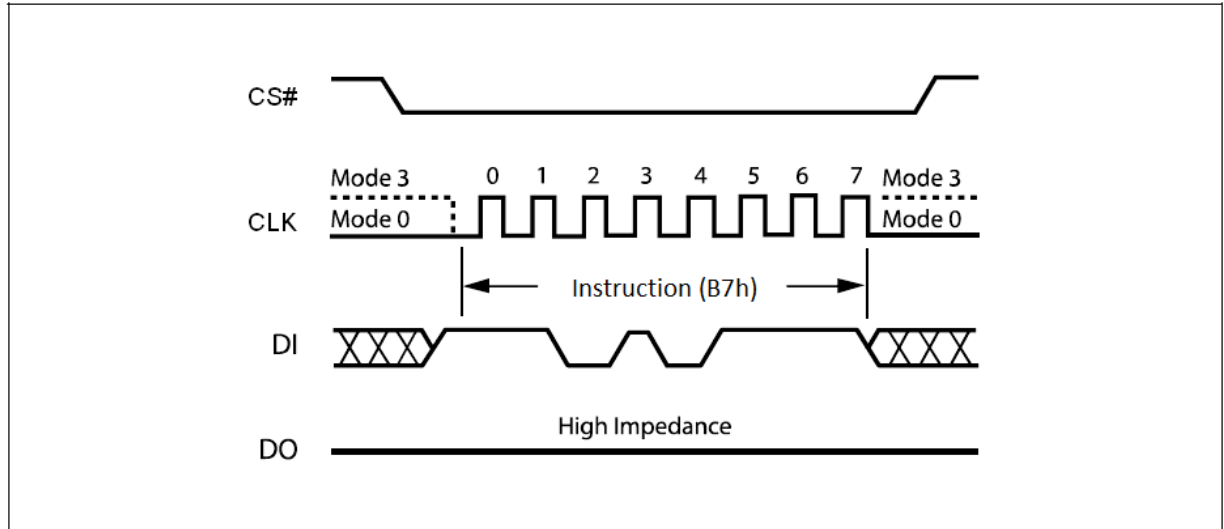 CS#
Mode 3 0 1 2 3 4 5 6 7 Mode 3
CLK Mode 0 Mode 0
Instruction (B7h)
DI
High Impedance
DO